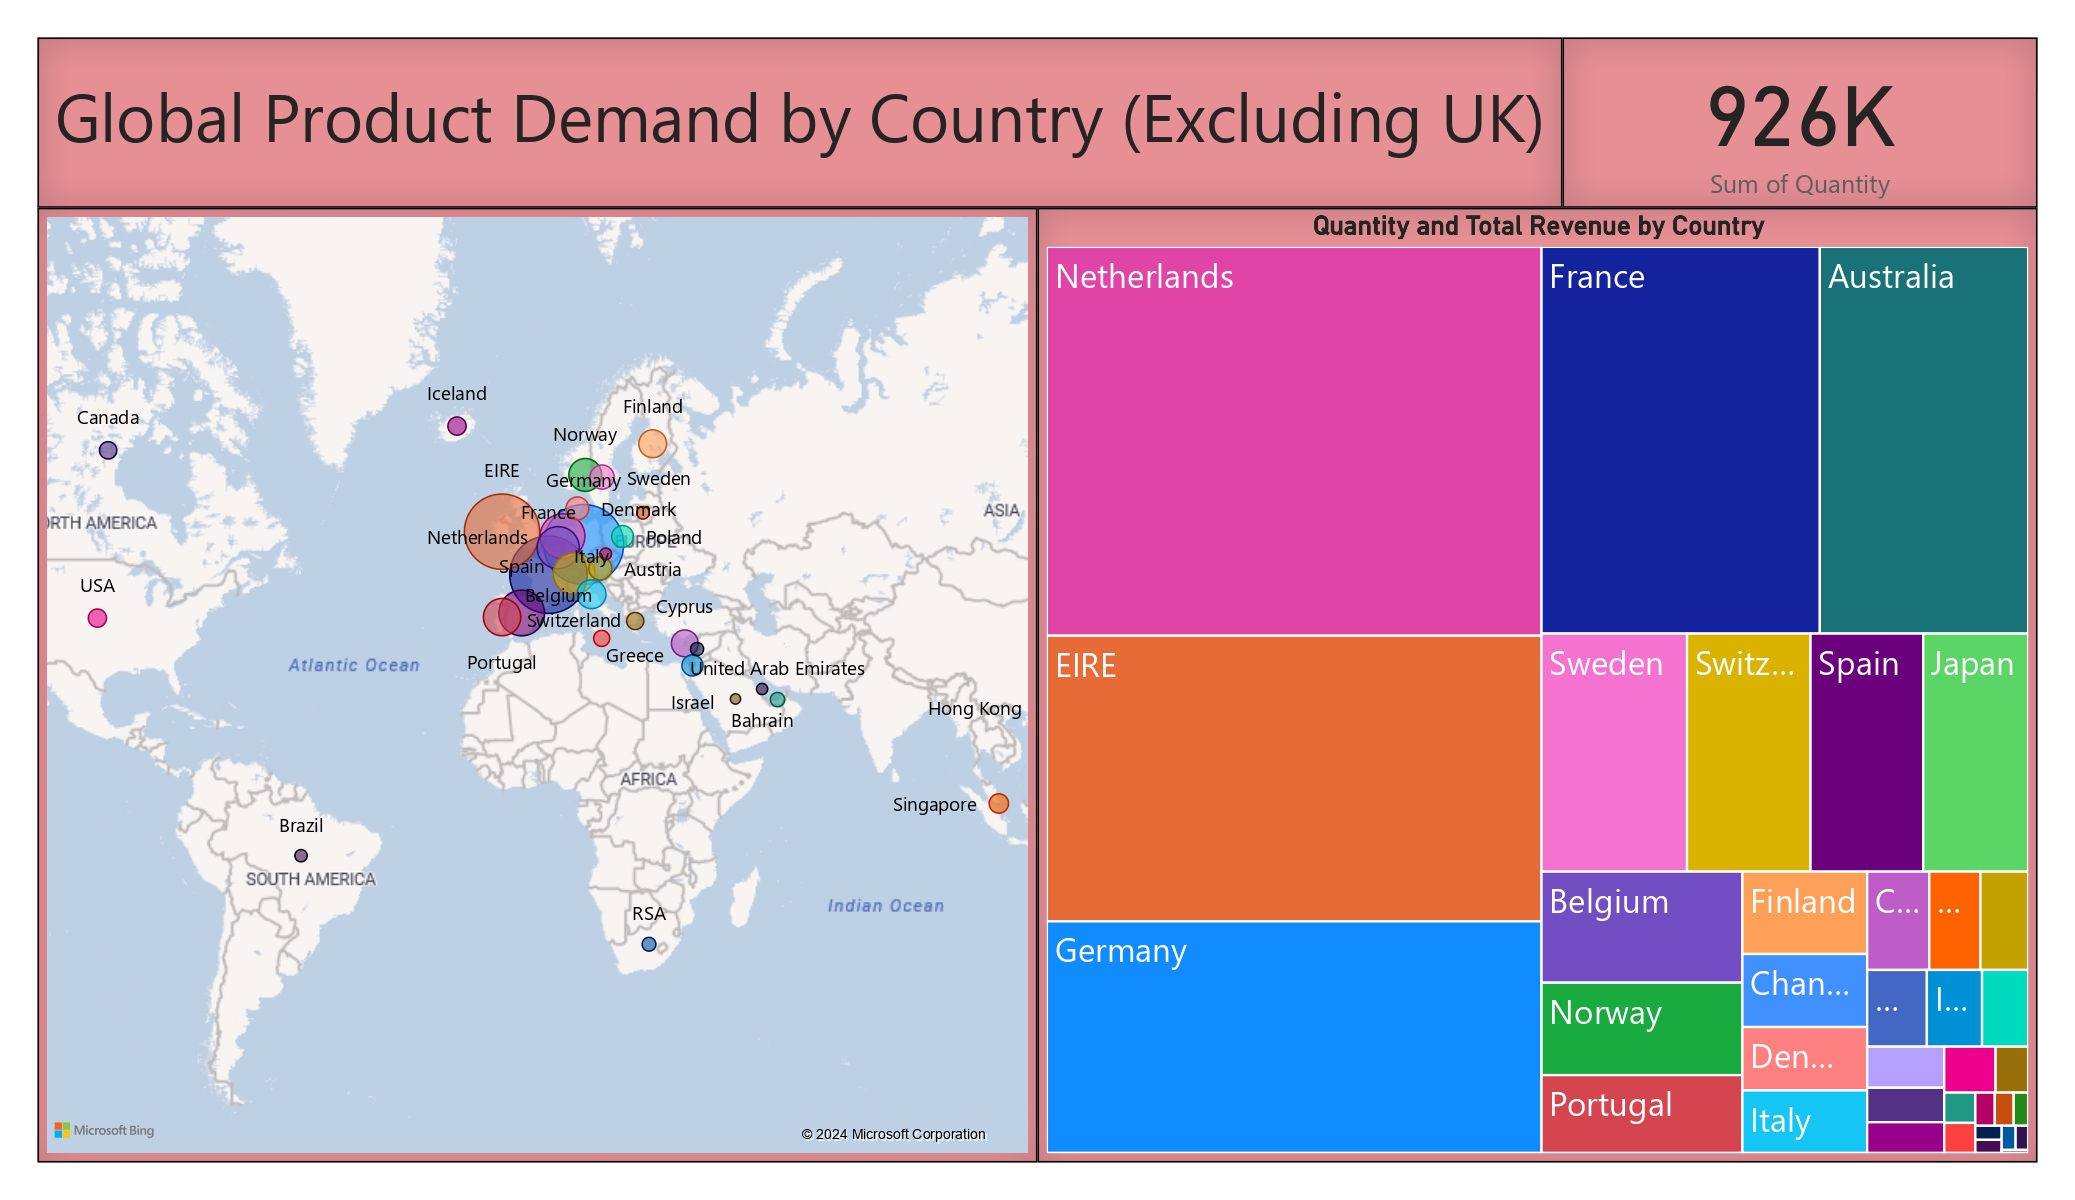 Global Product Demand by Country (Excluding UK)
926K
Sum of Quantity
Iceland
Canada
Finland
Norway
EIRE
Germany
Sweden
France
Denmark
ORTH AMERICA
ASIA
Netherlands
EUROPE
Poland
Italy
Spain
Austria
USA
Belgium
Cyprus
Switzerland
Greece
Portugal
Atlantic Ocean
United Arab Emirates
Israel
Hong Kong
Bahrain
AFRICA
Singapore
Brazil
SOUTH AMERICA
Indian Ocean
RSA
Microsoft Bing
© 2024 Microsoft Corporation
Quantity and Total Revenue by Country
Netherlands
France
Australia
EIRE
Sweden
Switz...
Spain
Japan
Germany
Belgium
Finland
C...
...
Chan...
...
I...
Norway
Den...
Portugal
Italy